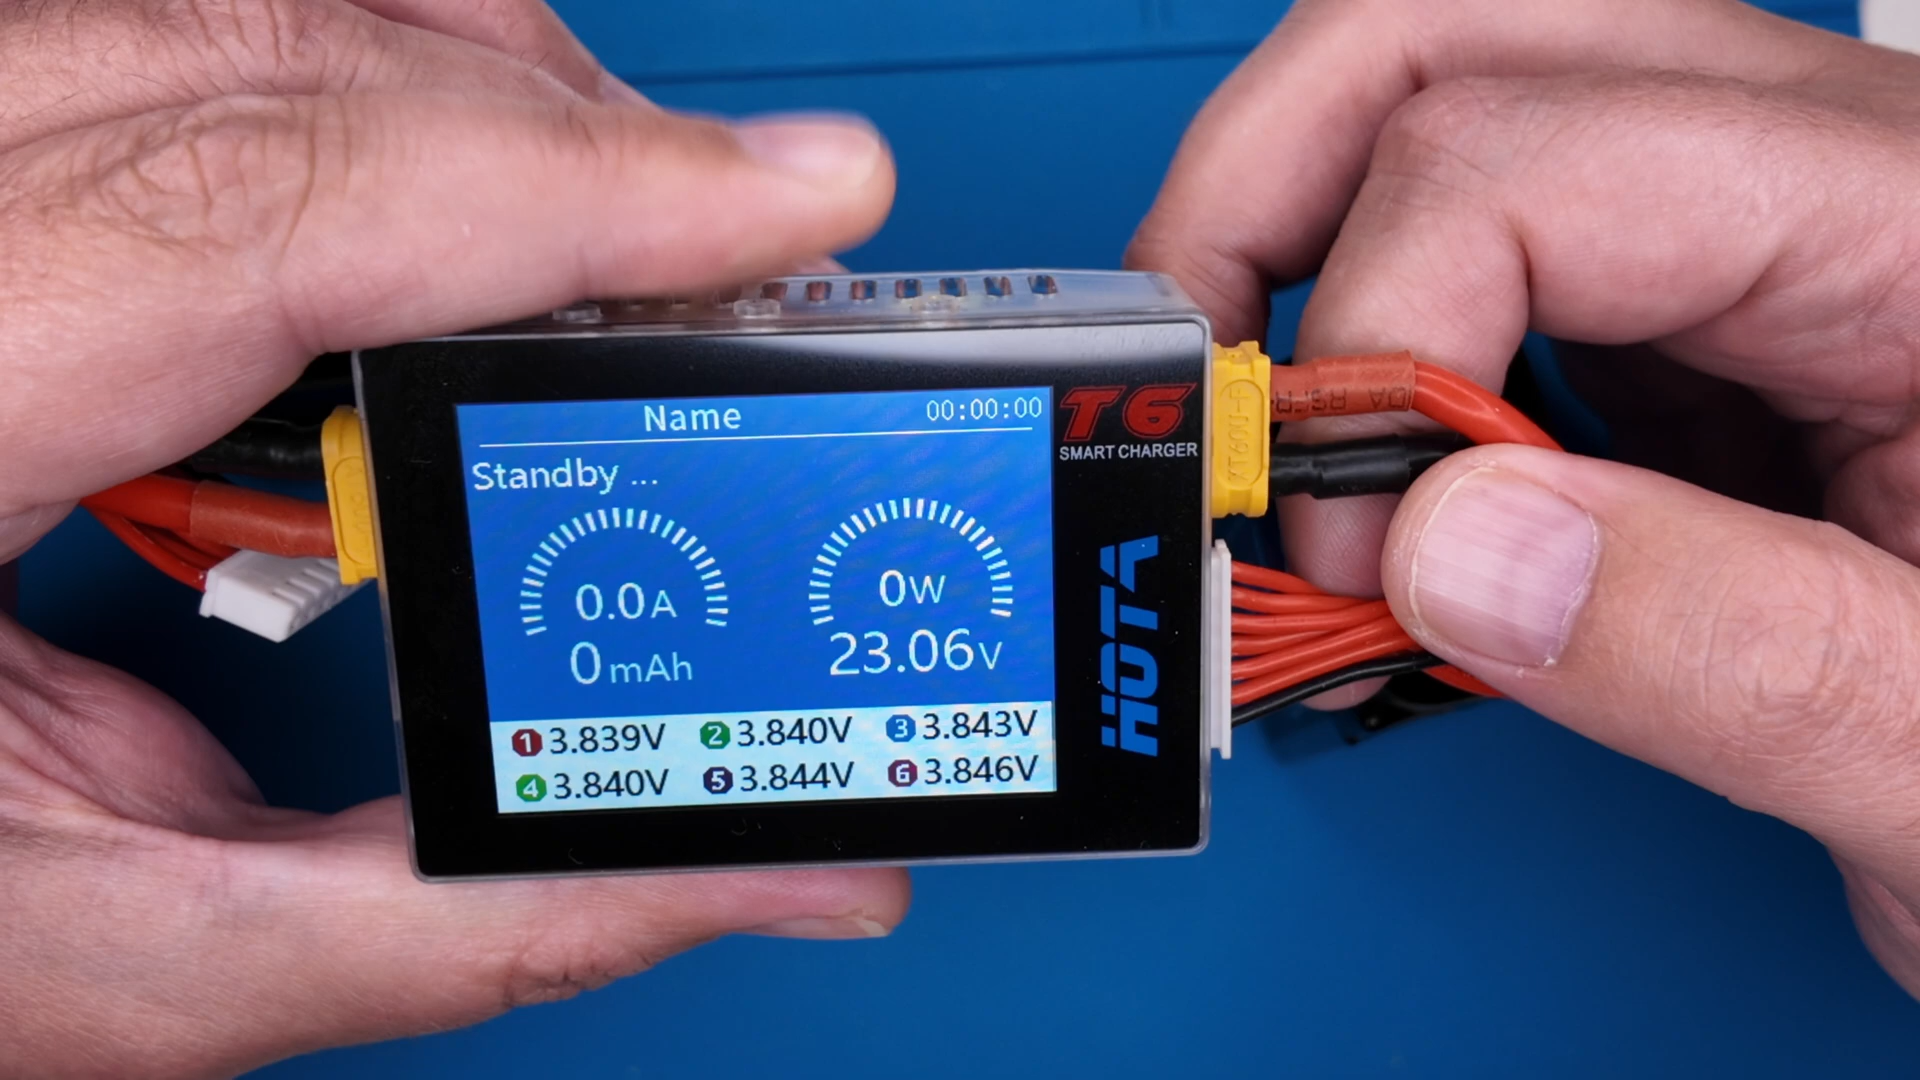 Name 00:00:00
Standby ...
0.0A
0mAh
0W
23.06V
1 3.839V 2 3.840V 3 3.843V
4 3.840V 5 3.844V 6 3.846V
T6
SMART CHARGER
HOTA
XT60U-F